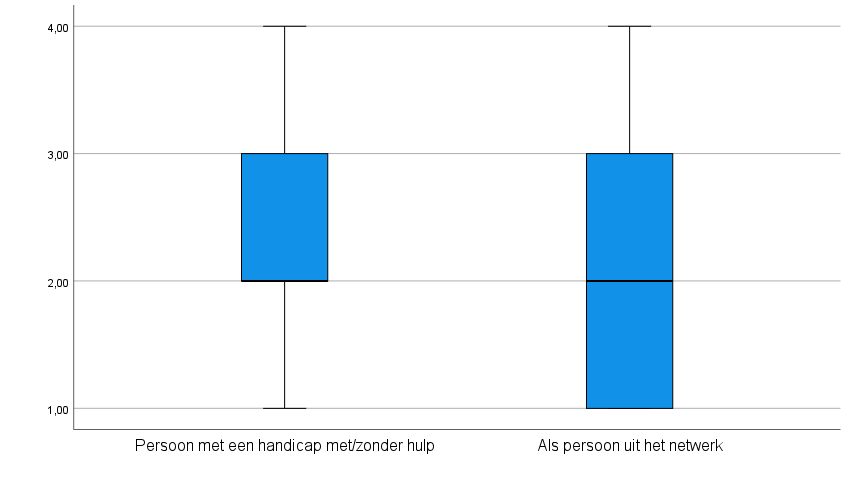 4,00
3,00
2,00
1,00
Persoon met een handicap met/zonder hulp
Als persoon uit het netwerk